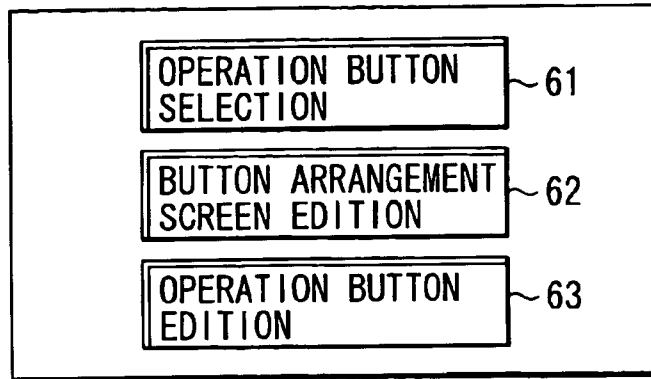 OPERATION BUTTON
SELECTION
61
BUTTON ARRANGEMENT
SCREEN EDITION
62
OPERATION BUTTON
EDITION
63